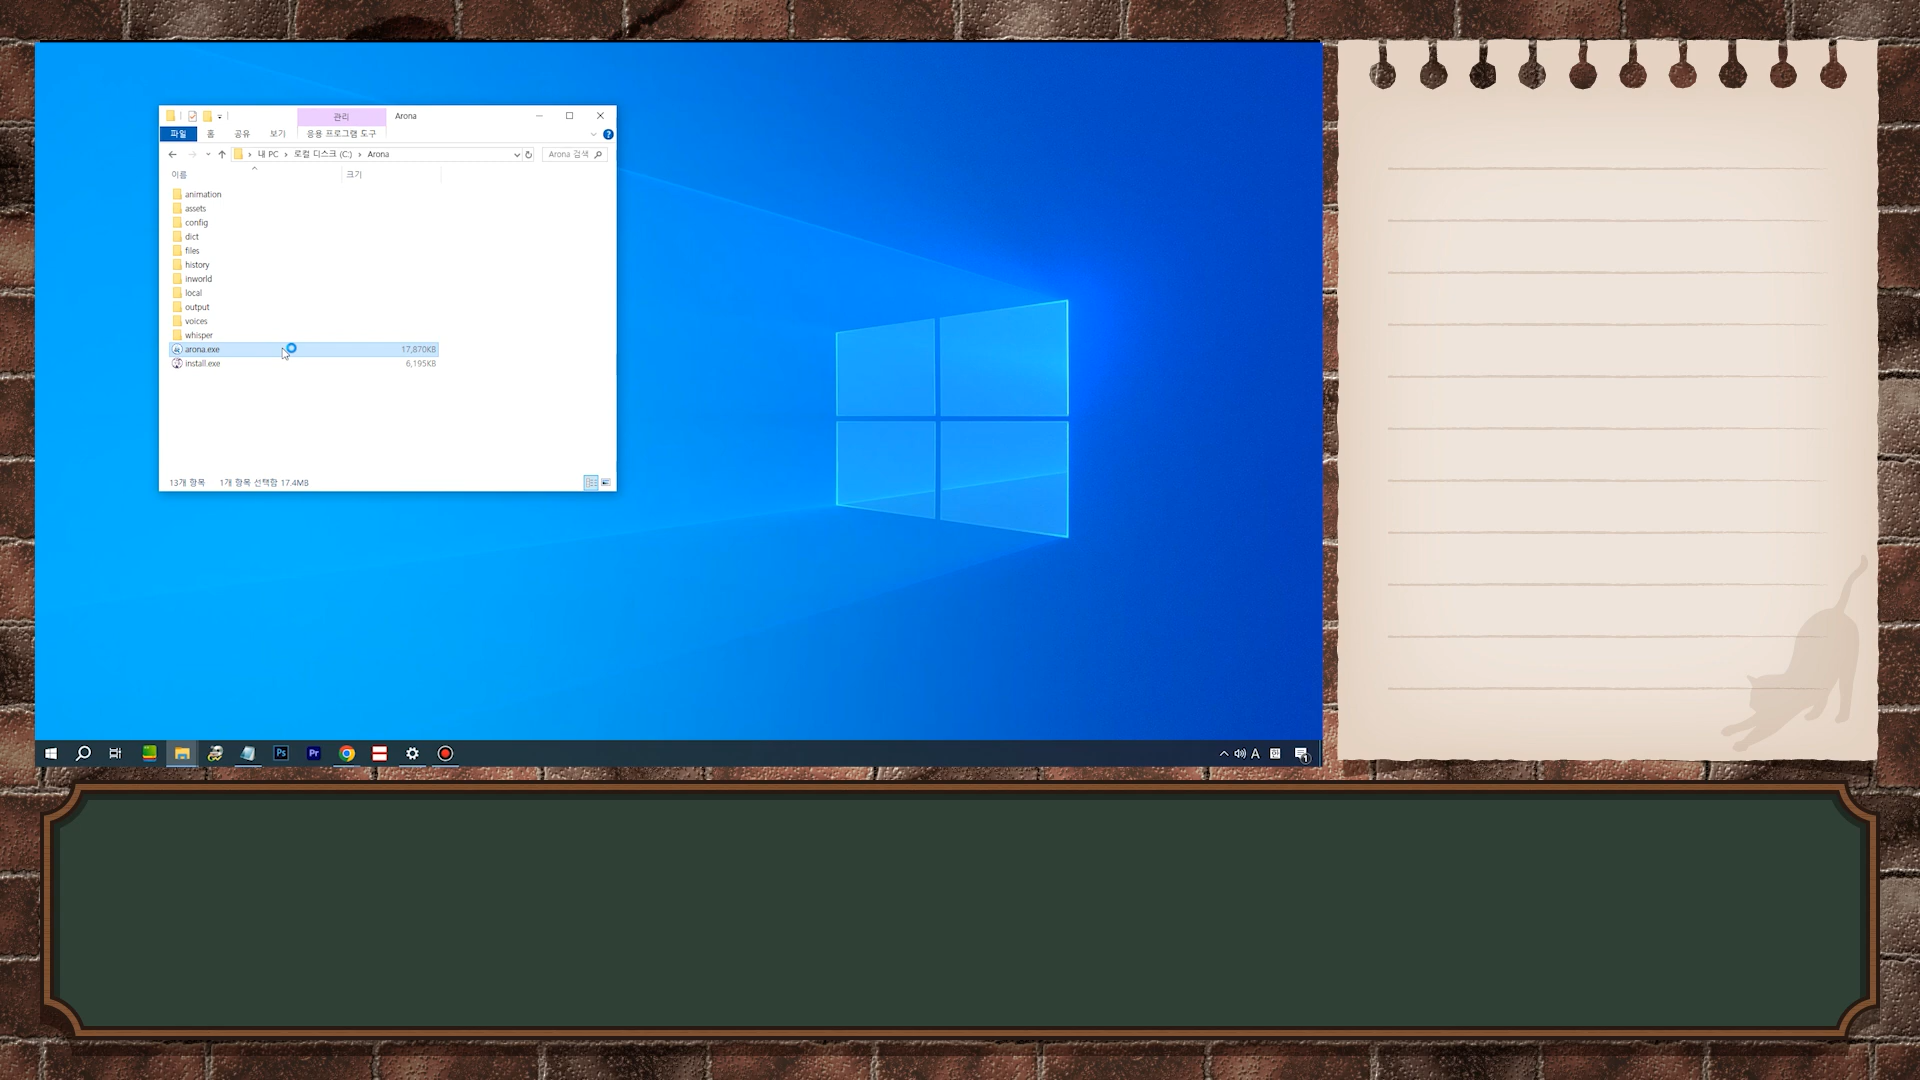 관리
Arona
파일
홈
공유
보기
응용 프로그램 도구
내 PC
로컬 디스크 (C:)
Arona
Arona 검색
이름
크기
animation
assets
config
dict
files
history
inworld
local
output
voices
whisper
arona.exe 17,870KB
install.exe 6,195KB
13개 항목
1개 항목 선택함 17.4MB
Ps
Pr
A
1